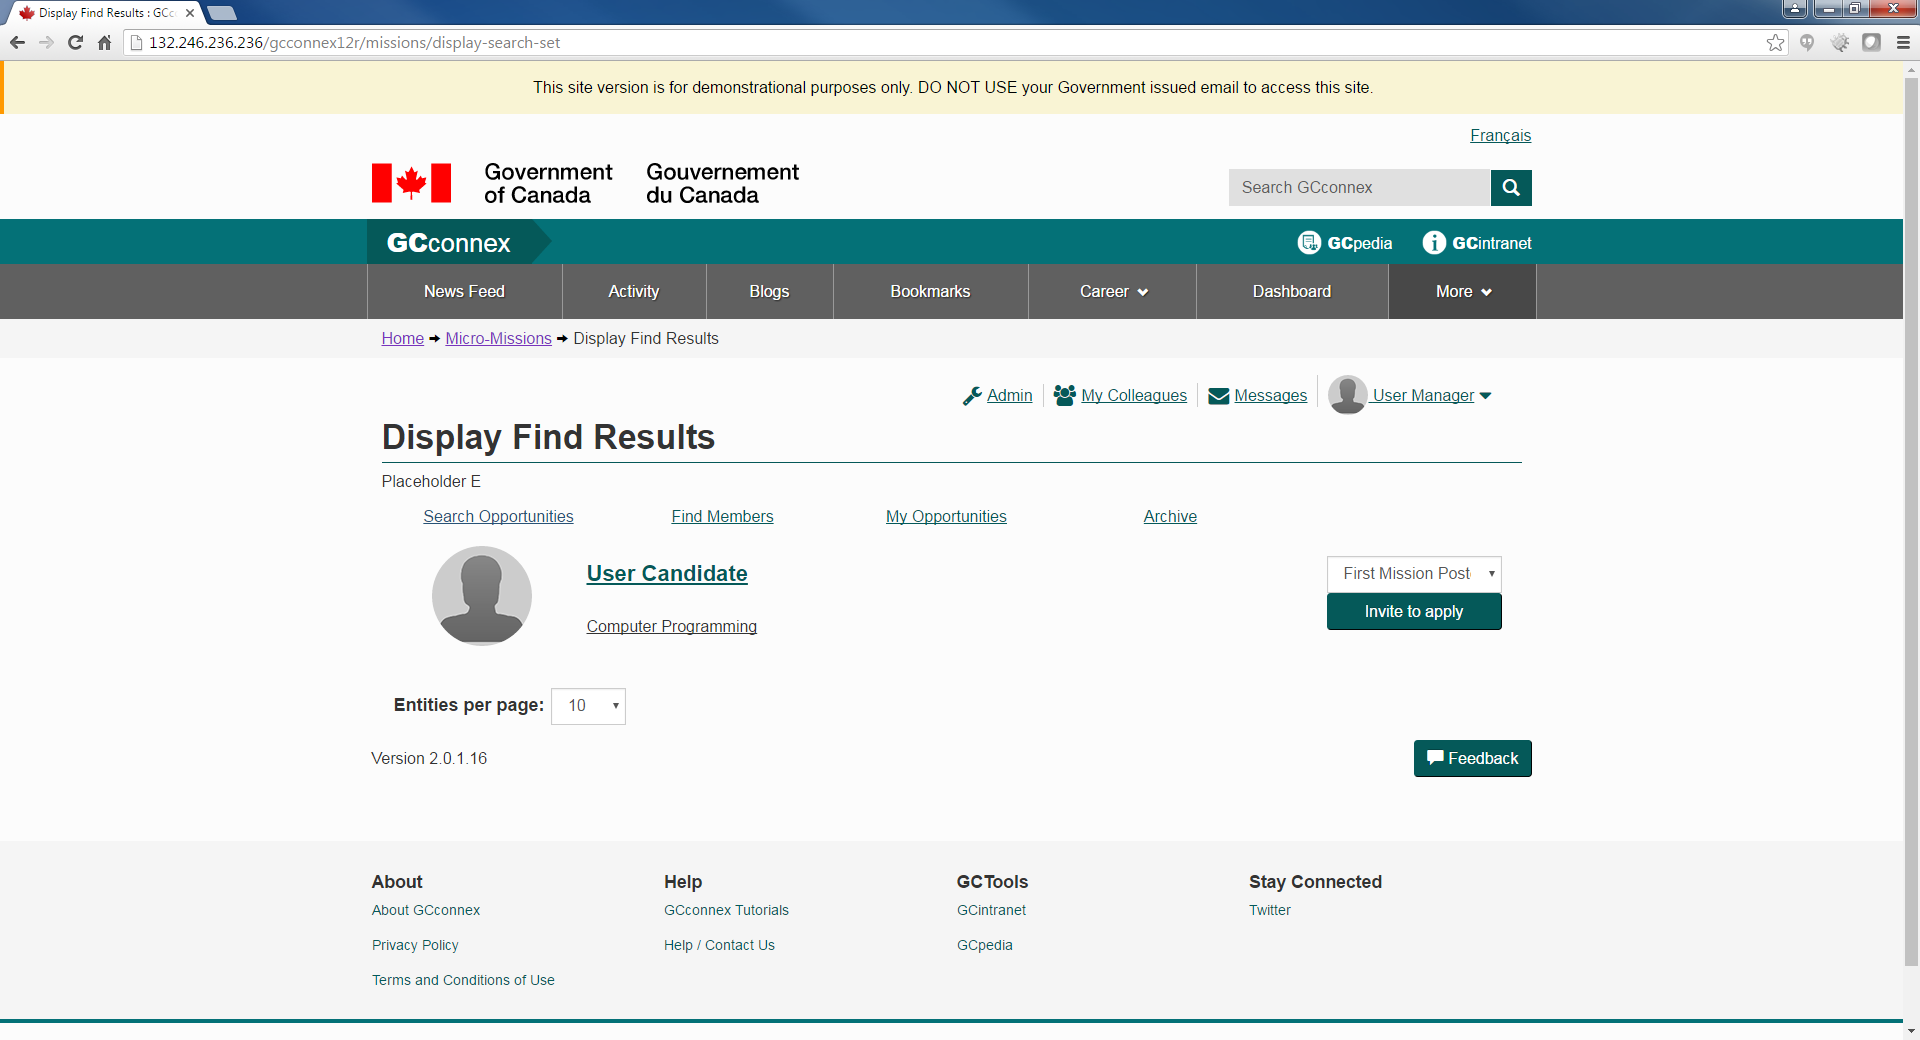 Display Find Results : GCc
132.246.236.236/gcconnex12r/missions/display-search-set
This site version is for demonstrational purposes only. DO NOT USE your Government issued email to access this site.
Français
Government of Canada
Gouvernement du Canada
Search GCconnex
GCconnex
GCpedia
GCintranet
News Feed
Activity
Blogs
Bookmarks
Career
Dashboard
More
Home
Micro-Missions
Display Find Results
Admin
My Colleagues
Messages
User Manager
Display Find Results
Placeholder E
Search Opportunities
Find Members
My Opportunities
Archive
User Candidate
First Mission Post
Computer Programming
Invite to apply
Entities per page:
10
Version 2.0.1.16
Feedback
About
Help
GCTools
Stay Connected
About GCconnex
GCconnex Tutorials
GCintranet
Twitter
Privacy Policy
Help / Contact Us
GCpedia
Terms and Conditions of Use